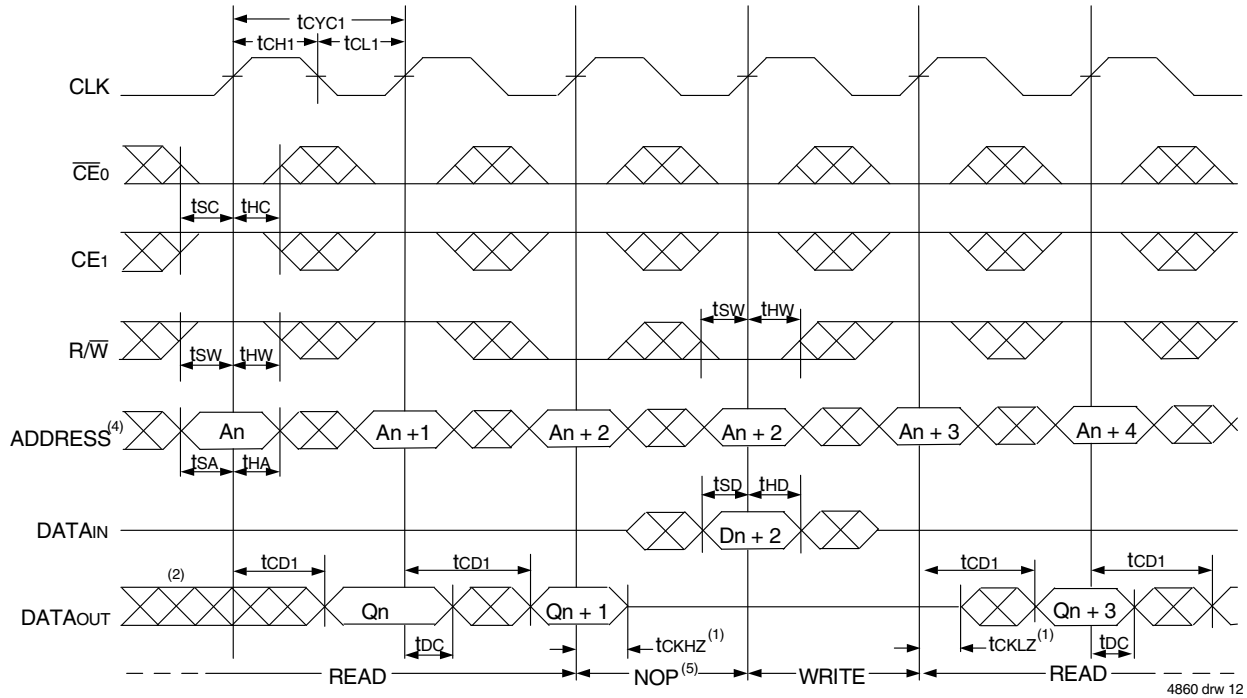 tCYC1
tCH1 tCL1
CLK
CE0
tSC tHC
CE1
tSW tHW
R/W
tSW tHW
ADDRESS(4) An An +1 An + 2 An + 2 An + 3 An + 4
tSA tHA
tSD tHD
DATAIN Dn + 2
tCD1 tCD1 tCD1 tCD1
(2)
DATAOUT Qn Qn + 1 Qn + 3
tDC tCKHZ(1) tCKLZ(1) tDC
READ NOP(5) WRITE READ
4860 drw 12